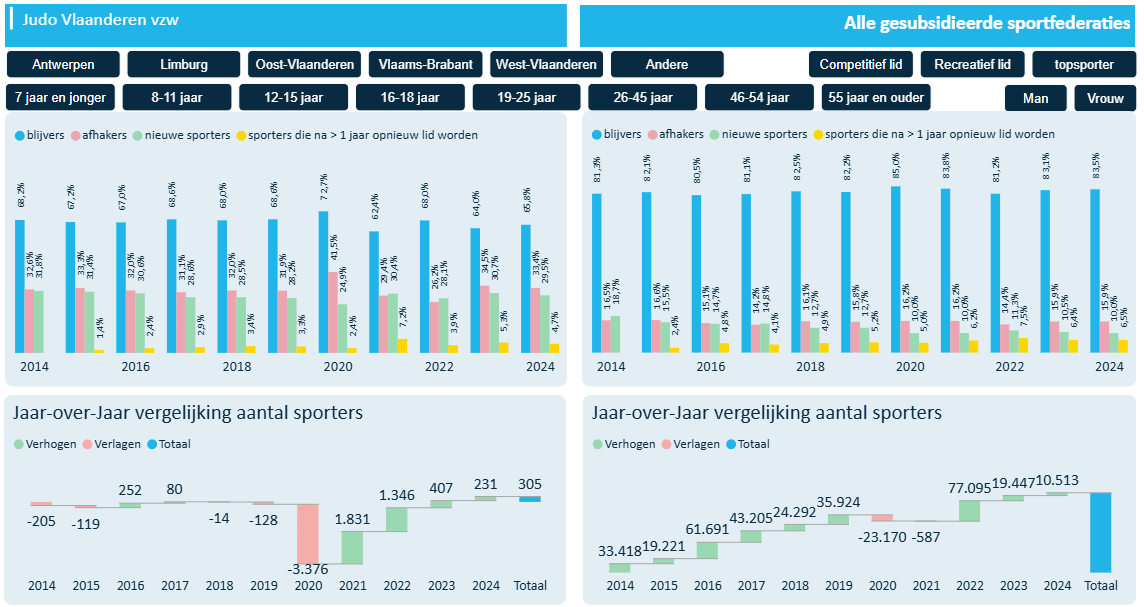 Judo Vlaanderen vzw
Alle gesubsidieerde sportfederaties
Antwerpen Limburg Oost-Vlaanderen Vlaams-Brabant West-Vlaanderen Andere Competitief lid Recreatief lid topsporter
7 jaar en jonger 8-11 jaar 12-15 jaar 16-18 jaar 19-25 jaar 26-45 jaar 46-54 jaar 55 jaar en ouder Man Vrouw
blijvers afhakers nieuwe sporters sporters die na > 1 jaar opnieuw lid worden
68,2% 32,6% 31,8%
67,2% 33,3% 31,4% 1,4%
67,0% 32,0% 30,6% 2,4%
68,6% 31,1% 28,6% 2,9%
68,0% 32,0% 28,5% 3,4%
68,6% 31,9% 28,2% 3,3%
72,7% 41,5% 24,9% 2,4%
62,4% 29,4% 30,4% 7,2%
68,0% 26,2% 28,1% 3,9%
64,0% 34,5% 30,7% 5,3%
65,8% 33,4% 29,5% 4,7%
2014 2016 2018 2020 2022 2024
blijvers afhakers nieuwe sporters sporters die na > 1 jaar opnieuw lid worden
81,3% 16,5% 18,7%
82,1% 16,6% 15,5% 2,4%
80,5% 15,1% 14,7% 4,8%
81,1% 14,2% 14,8% 4,1%
82,5% 16,1% 12,7% 4,9%
82,2% 15,8% 12,7% 5,2%
85,0% 16,2% 10,0% 5,0%
83,8% 16,2% 10,0% 6,2%
81,2% 14,4% 11,3% 7,5%
83,1% 15,9% 10,5% 6,4%
83,5% 15,9% 10,0% 6,5%
2014 2016 2018 2020 2022 2024
Jaar-over-Jaar vergelijking aantal sporters
Verhogen Verlagen Totaal
-205 -119 252 80 -14 -128 -3.376 1.831 1.346 407 231 305
2014 2015 2016 2017 2018 2019 2020 2021 2022 2023 2024 Totaal
Jaar-over-Jaar vergelijking aantal sporters
Verhogen Verlagen Totaal
33.418 19.221 61.691 43.205 24.292 35.924 -23.170 -587 77.095 19.447 10.513
2014 2015 2016 2017 2018 2019 2020 2021 2022 2023 2024 Totaal